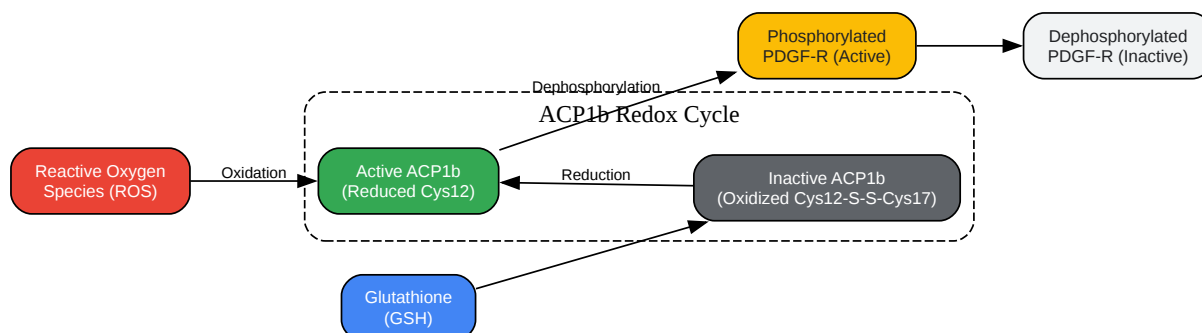 Phosphorylated
PDGF-R (Active)
Dephosphorylated
PDGF-R (Inactive)
Dephosphorylation
ACP1b Redox Cycle
Reactive Oxygen
Species (ROS)
Oxidation
Active ACP1b
(Reduced Cys12)
Reduction
Inactive ACP1b
(Oxidized Cys12-S-S-Cys17)
Glutathione
(GSH)